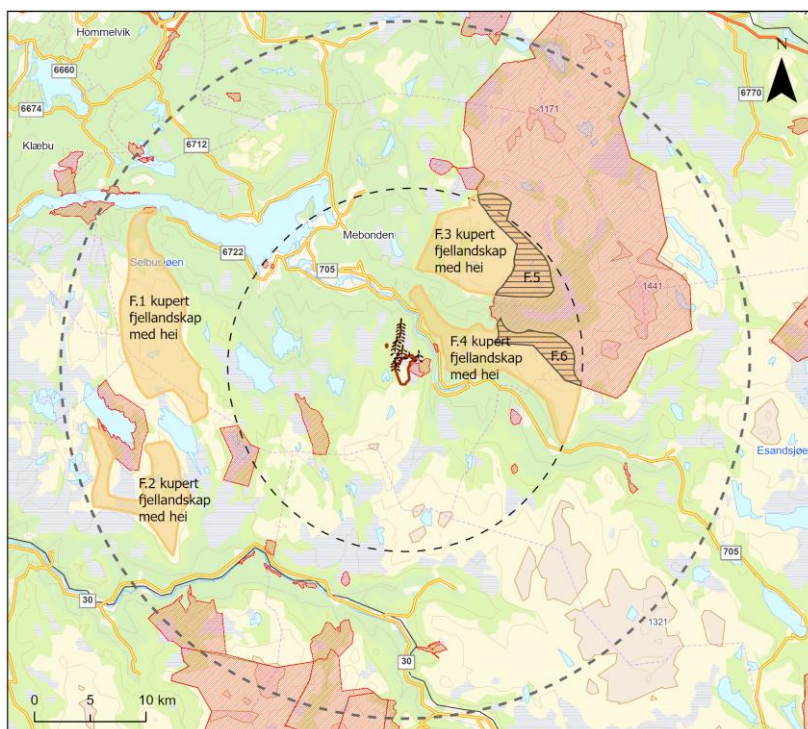 Hommelvik
6660
6674
6712
6770
N
1171
Klæbu
Mebonden
F.3 kupert
fjellandskap
med hei
6722
705
Selbusjøen
F.5
1441
F.1 kupert
fjellandskap
med hei
F.4 kupert
fjellandskap
med hei
F.6
Esandsjøe
F.2 kupert
fjellandskap
med hei
705
30
1321
30
0 5 10 km